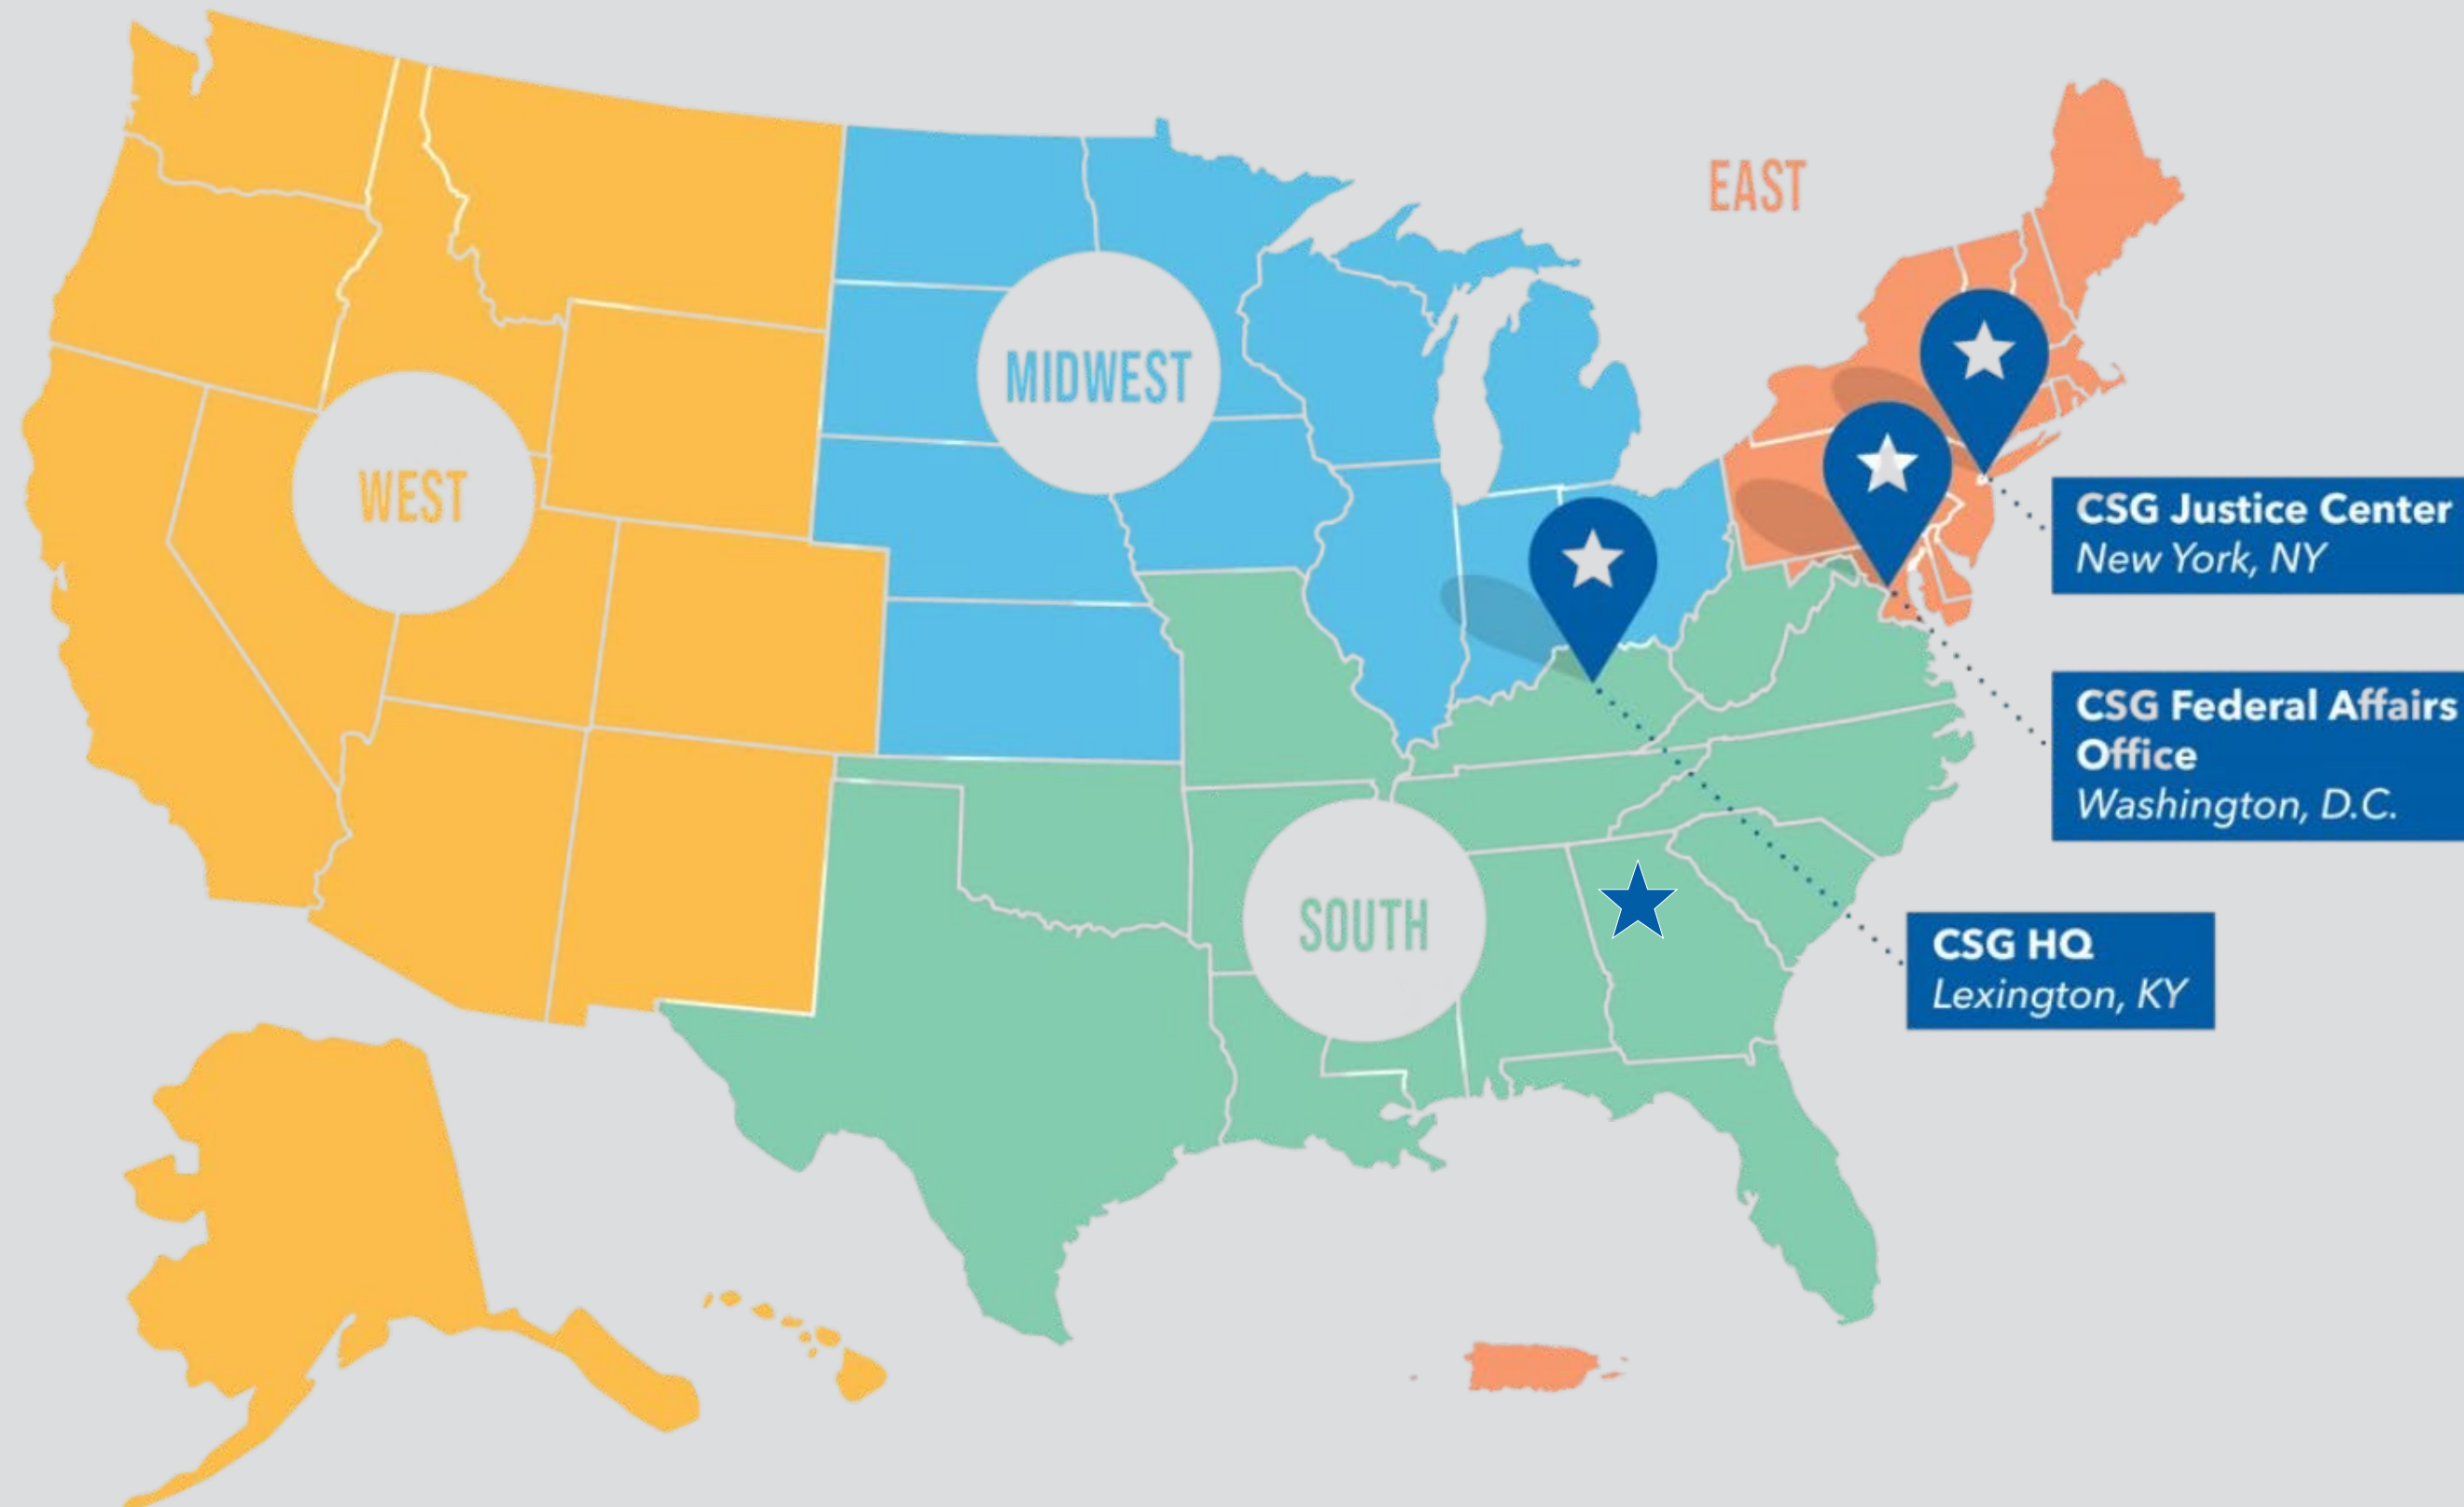 EAST
MIDWEST
WEST
CSG Justice Center
New York, NY
CSG Federal Affairs
Office
Washington, D.C.
SOUTH
CSG HQ
Lexington, KY